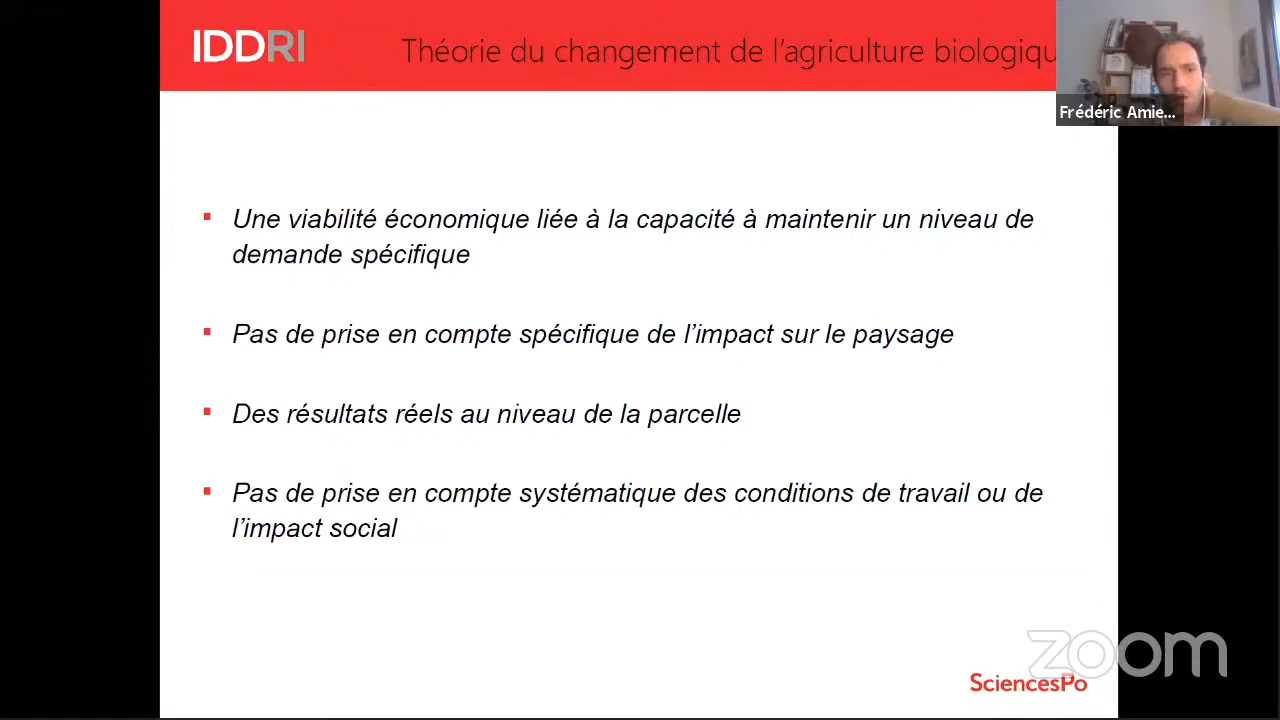 IDDRI
Théorie du changement de l'agriculture biologiqu
Frédéric Amie...
Une viabilité économique liée à la capacité à maintenir un niveau de
demande spécifique
Pas de prise en compte spécifique de l'impact sur le paysage
Des résultats réels au niveau de la parcelle
Pas de prise en compte systématique des conditions de travail ou de
l'impact social
zoom
SciencesPo